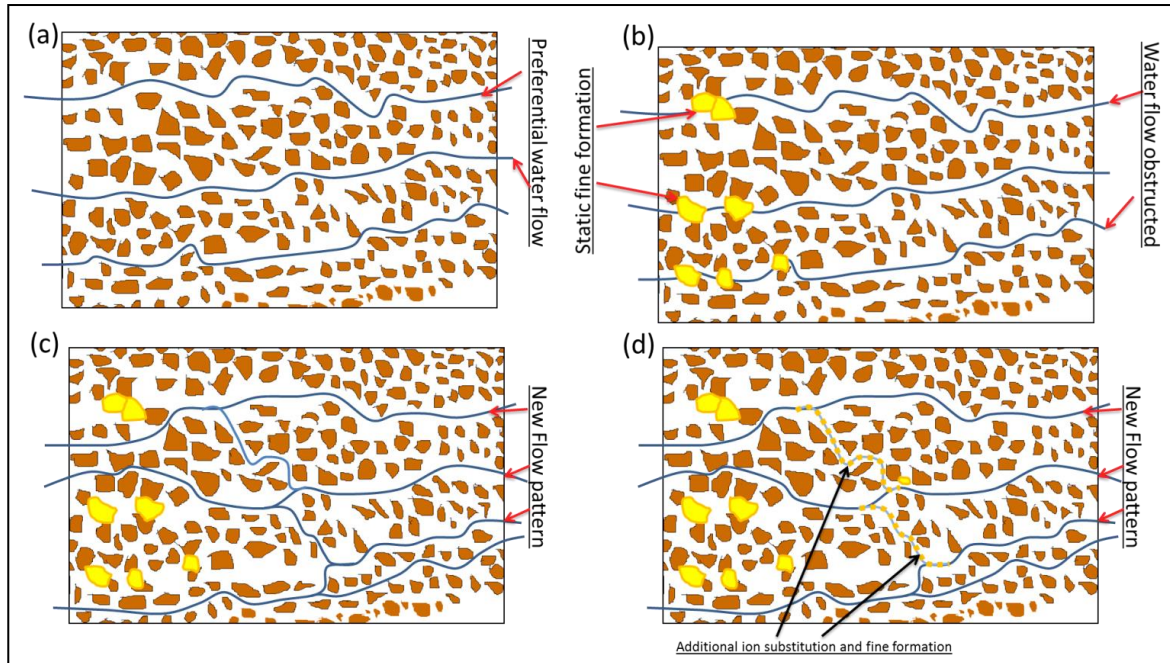 (a)
Preferential water flow
(b)
Static fine formation
Water flow obstructed
(c)
New Flow pattern
(d)
New Flow pattern
Additional ion substitution and fine formation